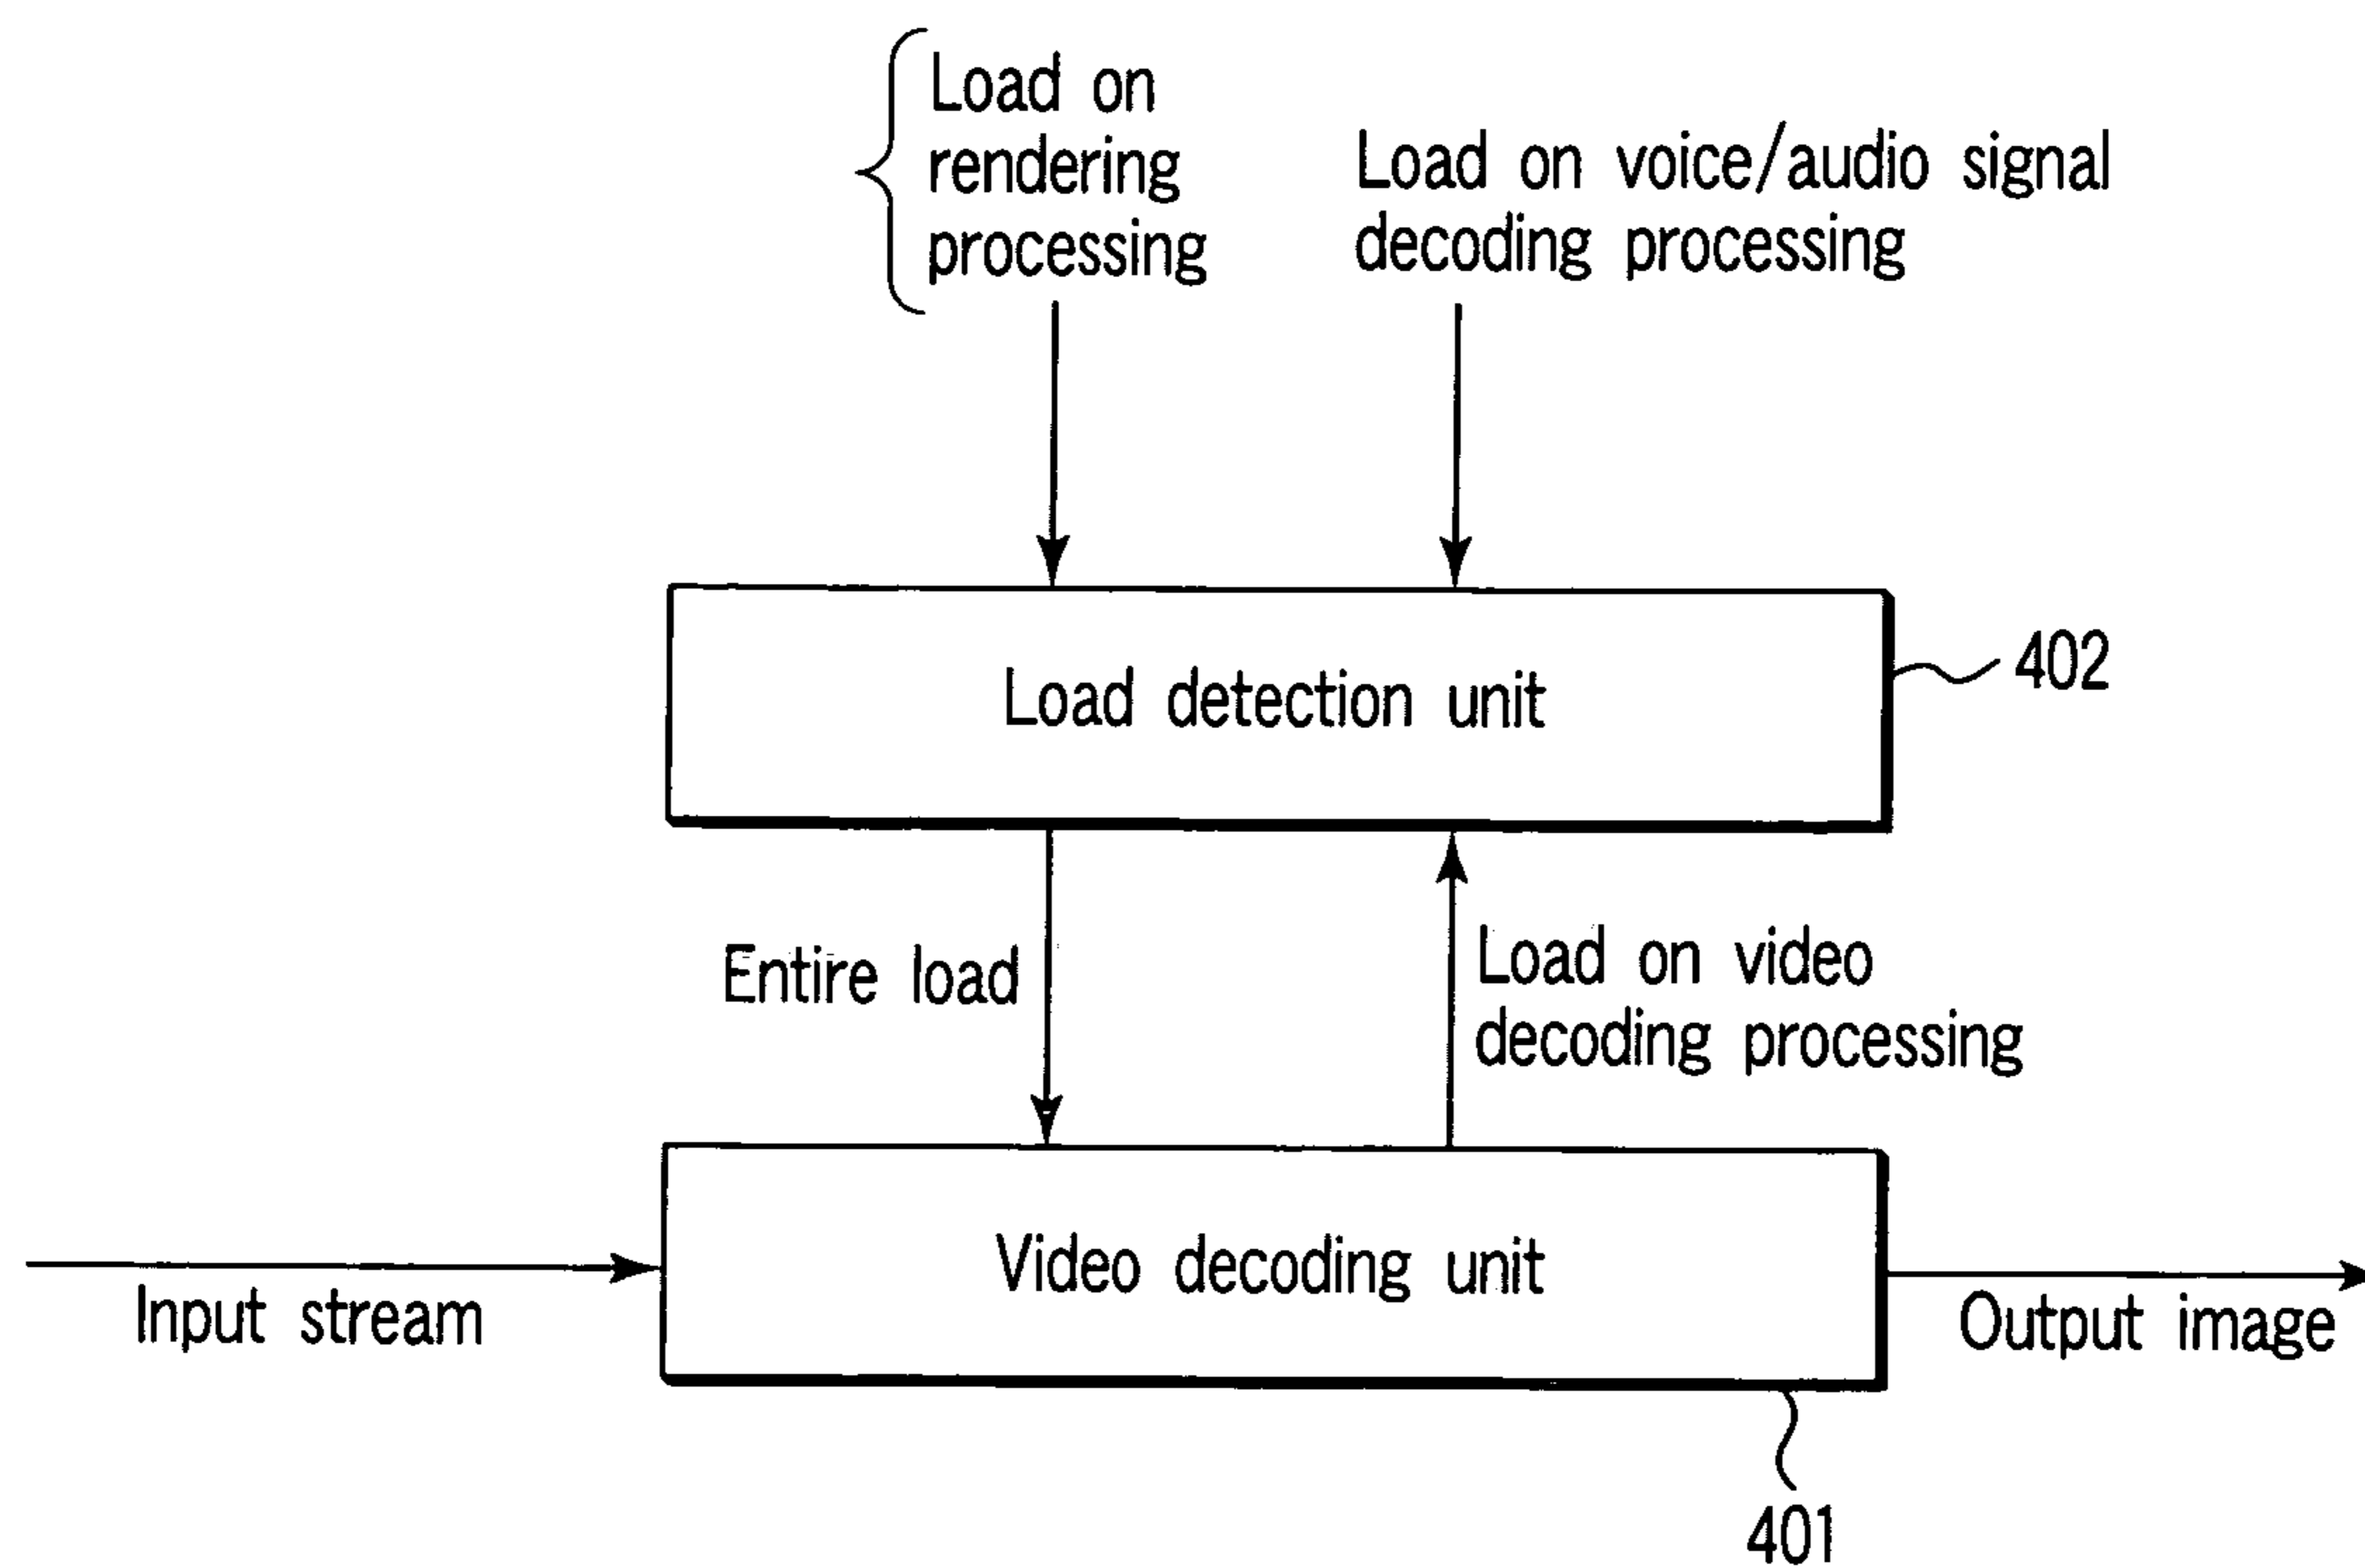 Load on
rendering
processing
Load on voice/audio signal
decoding processing
Load detection unit
402
Entire load
Load on video
decoding processing
Video decoding unit
Input stream
Output image
401